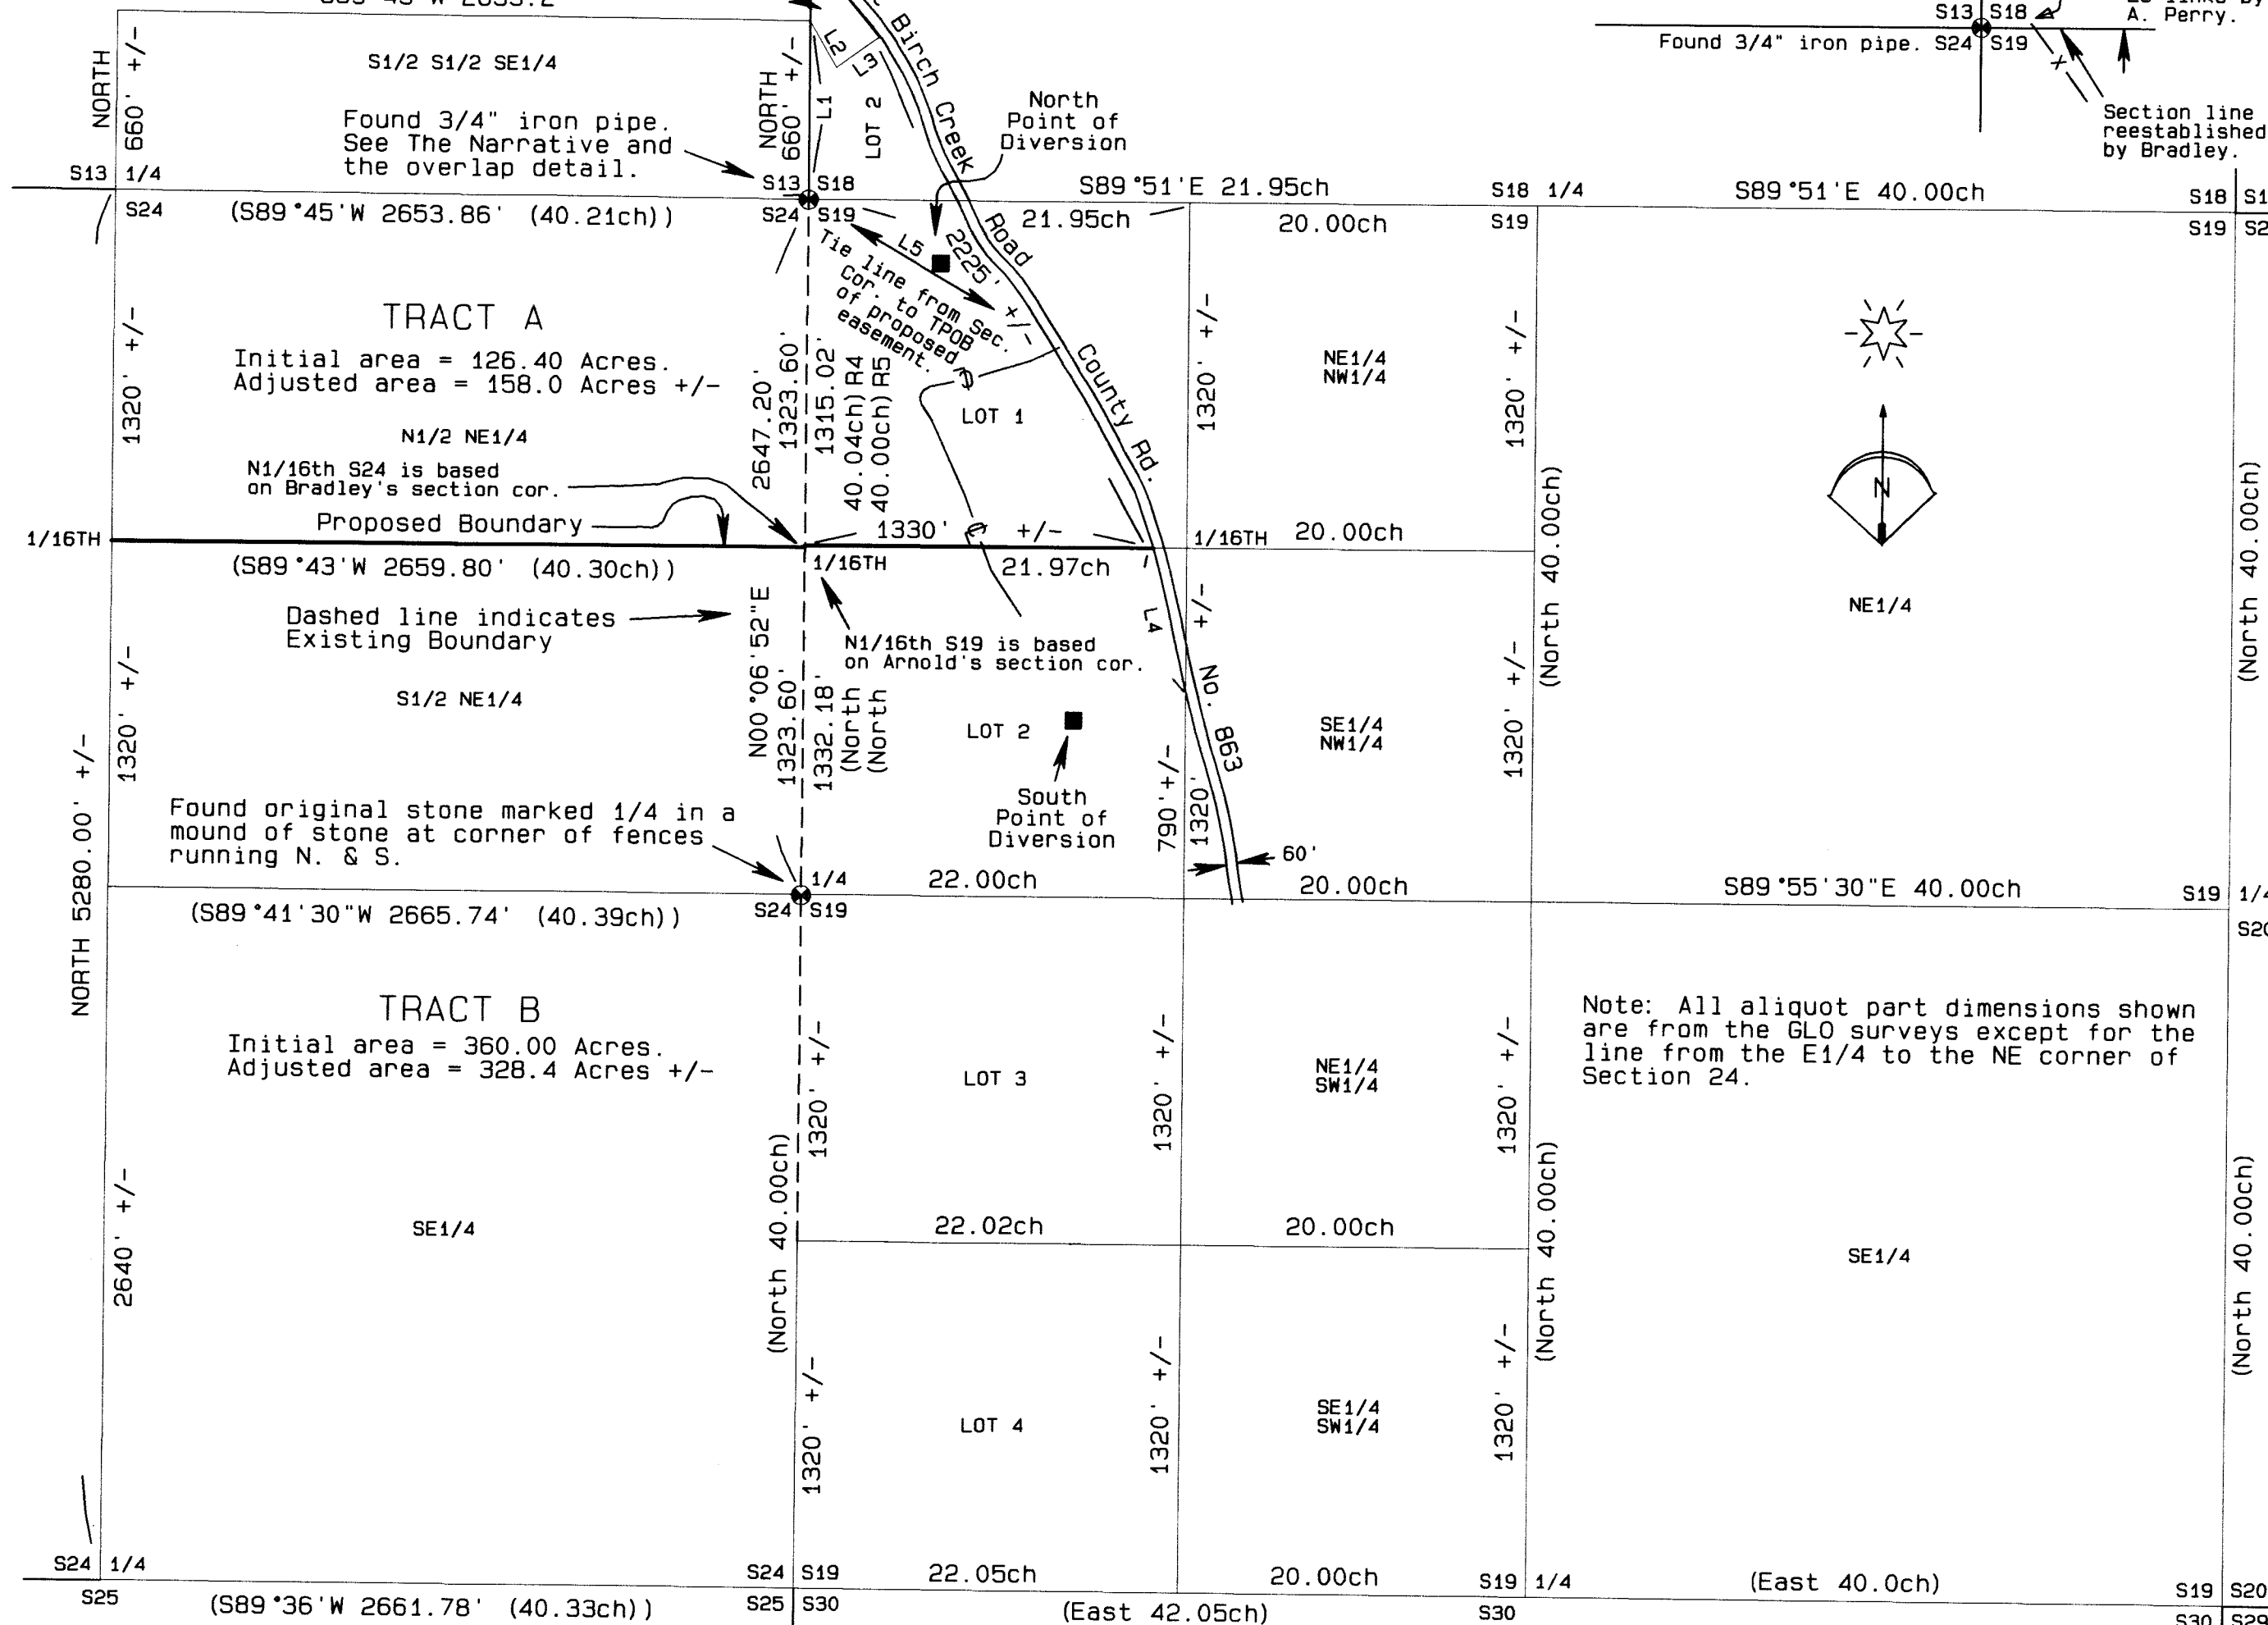 S13 S18
A. Perry.
Found 3/4" iron pipe. S24 S19
X
Section line
reestablished
by Bradley.
NORTH
660' +/-
S1/2 S1/2 SE1/4
Found 3/4" iron pipe.
See The Narrative and
the overlap detail.
NORTH
660' +/-
L1
L2
L3
LOT 2
Birch Creek Road
County Rd.
No. 863
North
Point of
Diversion
S13 1/4
S24
(S89°45'W 2653.86' (40.21ch))
S13 S18
S24 S19
S89°51'E 21.95ch
21.95ch
S18 1/4
S19
20.00ch
S89°51'E 40.00ch
S18
S19
L5
2225' +/-
Tie line from Sec.
cor. to TPOB
of proposed
easement.
TRACT A
Initial area = 126.40 Acres.
Adjusted area = 158.0 Acres +/-
1320' +/-
N1/2 NE1/4
2647.20'
1323.60'
1315.02'
40.04ch) R4
40.00ch) R5
LOT 1
1320' +/-
NE1/4
NW1/4
1320' +/-
N
N1/16th S24 is based
on Bradley's section cor.
Proposed Boundary
1/16TH
(S89°43'W 2659.80' (40.30ch))
1330' +/-
1/16TH
21.97ch
1/16TH 20.00ch
(North 40.00ch)
(North 40.00ch)
NE1/4
Dashed line indicates
Existing Boundary
N1/16th S19 is based
on Arnold's section cor.
L4
+/-
1320' +/-
S1/2 NE1/4
N00°06'52"E
1323.60'
1332.18'
(North
(North
LOT 2
South
Point of
Diversion
790'+/-
1320'
SE1/4
NW1/4
1320' +/-
NORTH 5280.00' +/-
Found original stone marked 1/4 in a
mound of stone at corner of fences
running N. & S.
60'
1/4
S24 S19
22.00ch
20.00ch
S89°55'30"E 40.00ch
S19
(S89°41'30"W 2665.74' (40.39ch))
TRACT B
Initial area = 360.00 Acres.
Adjusted area = 328.4 Acres +/-
Note: All aliquot part dimensions shown
are from the GLO surveys except for the
line from the E1/4 to the NE corner of
Section 24.
1320' +/-
LOT 3
1320' +/-
NE1/4
SW1/4
1320' +/-
2640' +/-
SE1/4
(North 40.00ch)
22.02ch
20.00ch
(North 40.00ch)
SE1/4
(North 40.00ch)
1320' +/-
LOT 4
1320' +/-
SE1/4
SW1/4
1320' +/-
S24 1/4
S25
(S89°36'W 2661.78' (40.33ch))
S24 S19
S25 S30
22.05ch
(East 42.05ch)
20.00ch
S19 1/4
S30
(East 40.0ch)
S19 S20
S30 S29